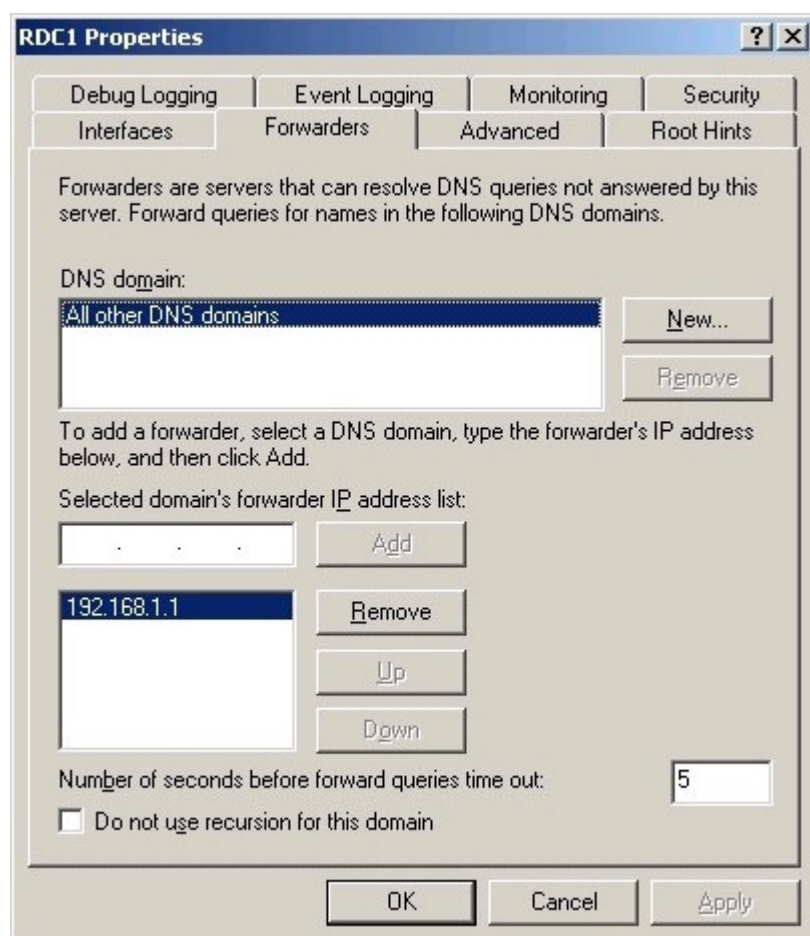 RDC1 Properties
Debug Logging Event Logging Monitoring Security
Interfaces Forwarders Advanced Root Hints
Forwarders are servers that can resolve DNS queries not answered by this
server. Forward queries for names in the following DNS domains.
DNS domain:
All other DNS domains
New...
Remove
To add a forwarder, select a DNS domain, type the forwarder's IP address
below, and then click Add.
Selected domain's forwarder IP address list:
. . . Add
192.168.1.1 Remove
Up
Down
Number of seconds before forward queries time out: 5
Do not use recursion for this domain
OK Cancel Apply